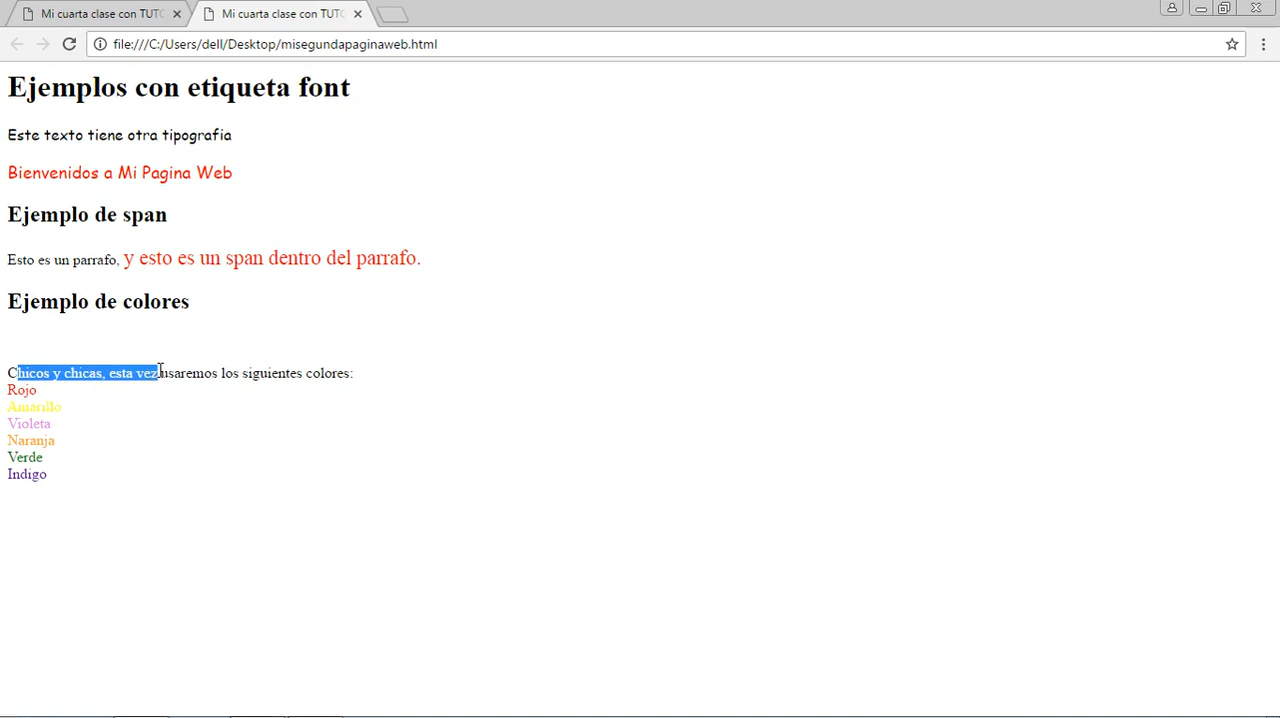 Mi cuarta clase con TUTO
Mi cuarta clase con TUTO
file:///C:/Users/dell/Desktop/misegundapaginaweb.html
Ejemplos con etiqueta font
Este texto tiene otra tipografia
Bienvenidos a Mi Pagina Web
Ejemplo de span
Esto es un parrafo, y esto es un span dentro del parrafo.
Ejemplo de colores
Chicos y chicas, esta vez usaremos los siguientes colores:
Rojo
Amarillo
Violeta
Naranja
Verde
Indigo